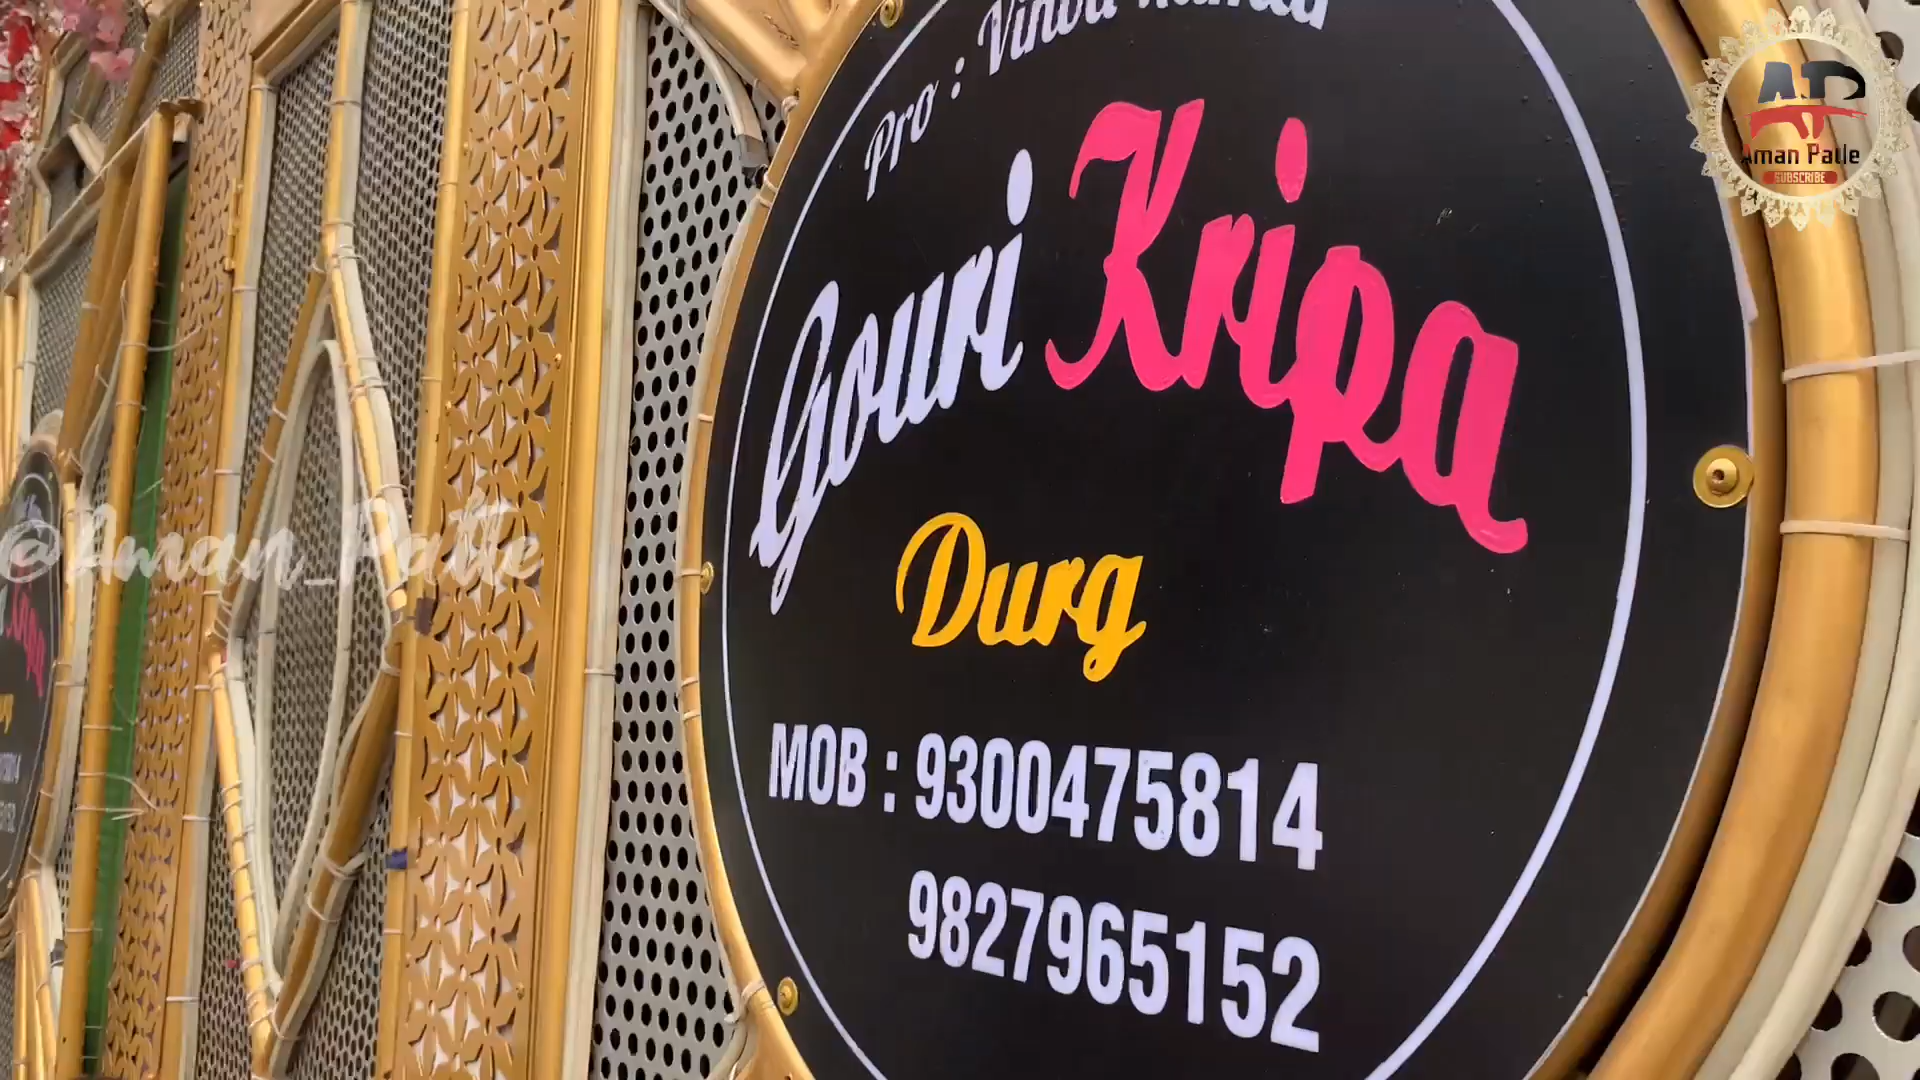 Pro : Vinod
Gouri Kripa
Durg
MOB : 9300475814
9827965152
Aman Patle
SUBSCRIBE
@Aman_Patle